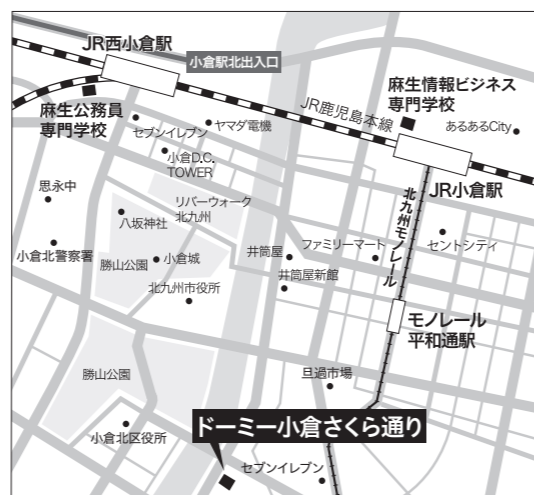 JR西小倉駅
小倉駅北出入口
麻生公務員
専門学校
セブンイレブン
ヤマダ電機
小倉D.C.
TOWER
JR鹿児島本線
麻生情報ビジネス
専門学校
あるあるCity
JR小倉駅
思永中
リバーウォーク
北九州
八坂神社
小倉北警察署
勝山公園
小倉城
北九州市役所
井筒屋
井筒屋新館
ファミリーマート
北九州モノレール
セントシティ
モノレール
平和通駅
勝山公園
旦過市場
小倉北区役所
ドーミー小倉さくら通り
セブンイレブン